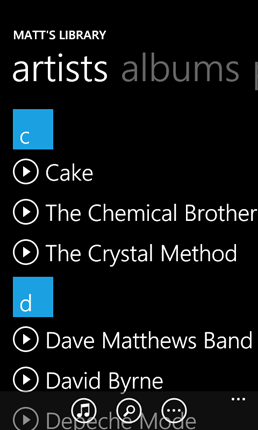 MATT'S LIBRARY
artists albums
c
Cake
The Chemical Brother
The Crystal Method
d
Dave Matthews Band
David Byrne
Depeche Mode